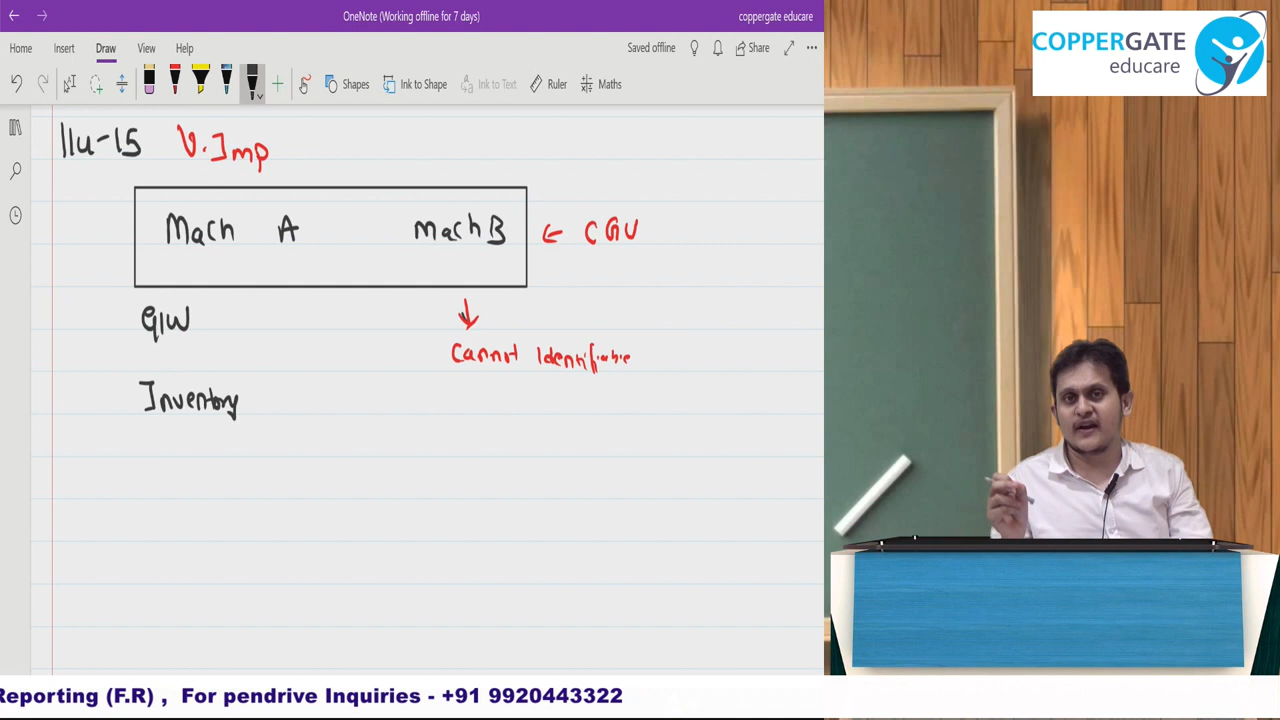 OneNote (Working offline for 7 days)
coppergate educare
Home Insert Draw View Help
Saved offline Share
Shapes Ink to Shape Ink to Text Ruler Maths
COPPERGATE
educare
Illu-15 V.Imp
Mach A mach B ← CGU
G/W
Cannot Identifiable
Inventory
Reporting (F.R) , For pendrive Inquiries - +91 9920443322